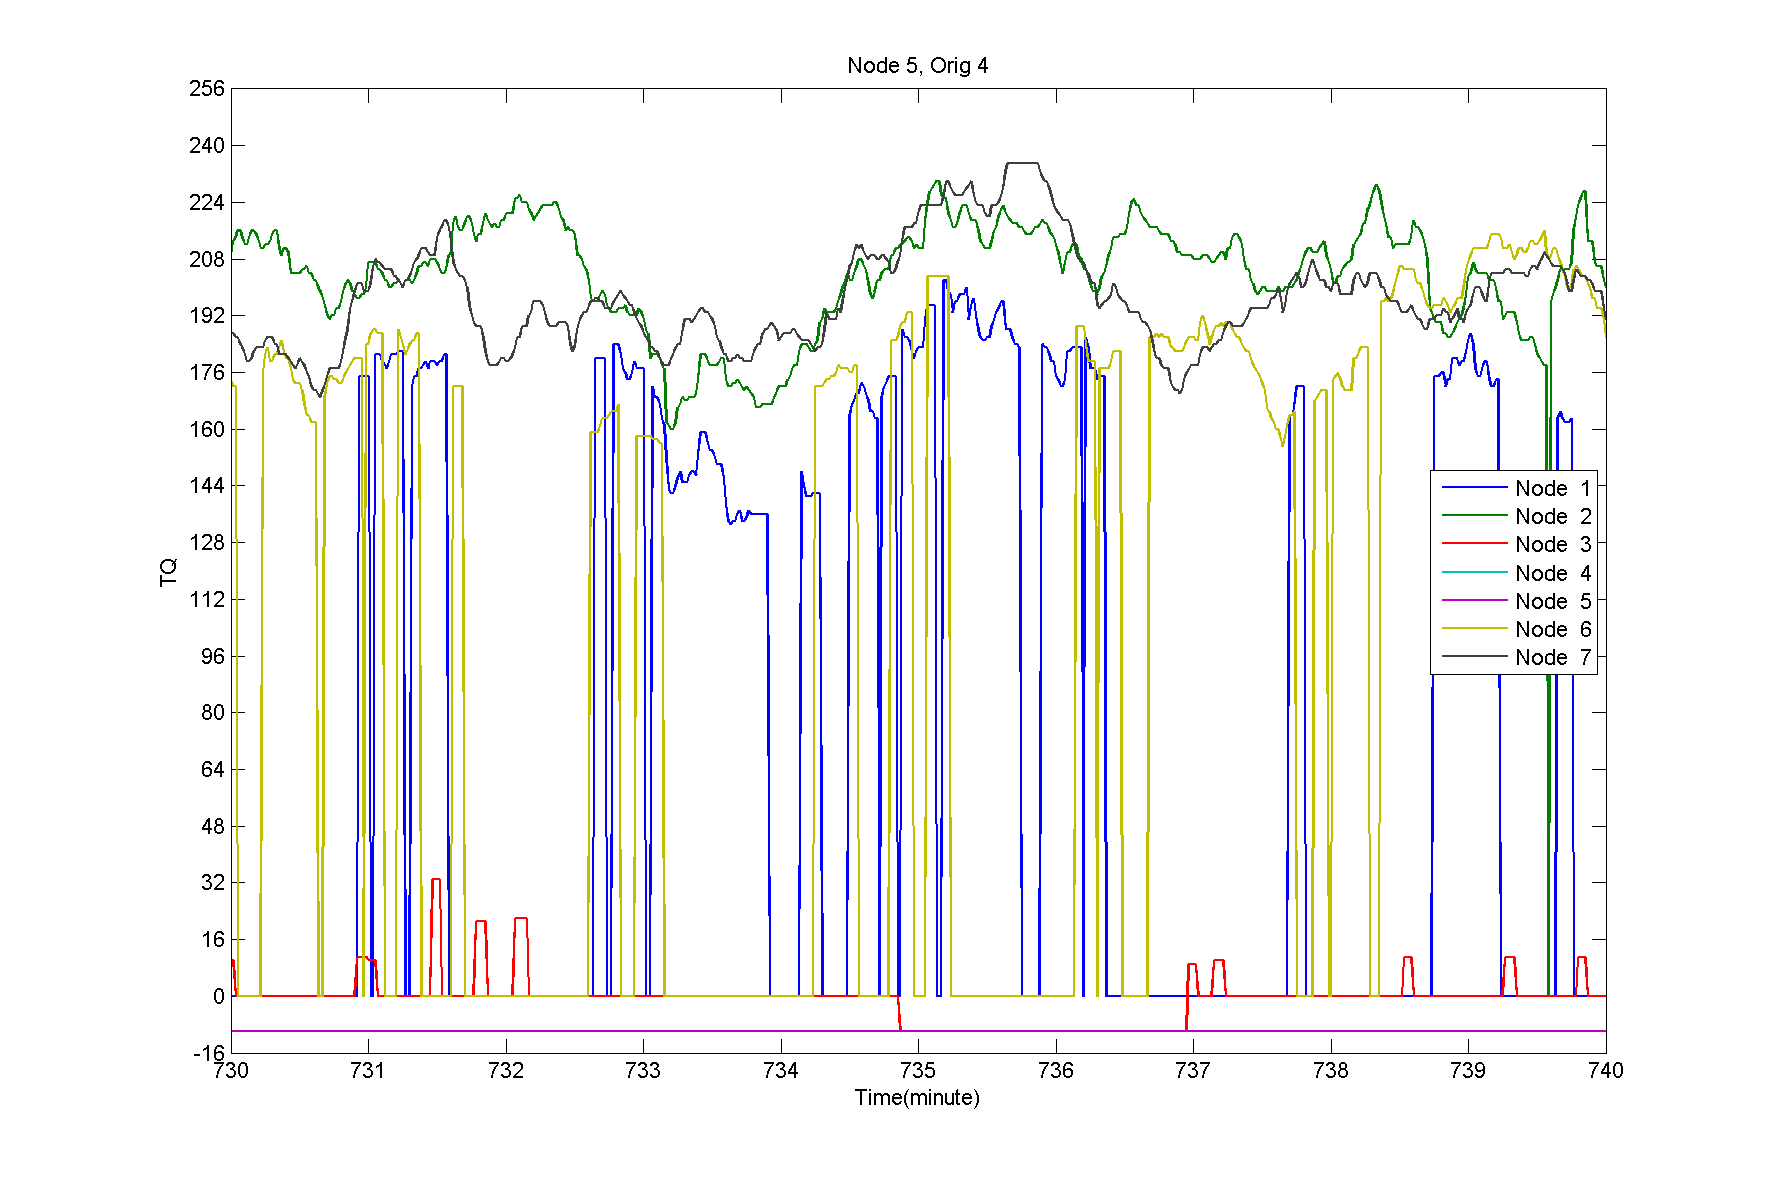 Node 5, Orig 4
256
240
224
208
192
176
160
144
128
112
96
80
64
48
32
16
0
-16
TQ
Node 1
Node 2
Node 3
Node 4
Node 5
Node 6
Node 7
730 731 732 733 734 735 736 737 738 739 740
Time(minute)